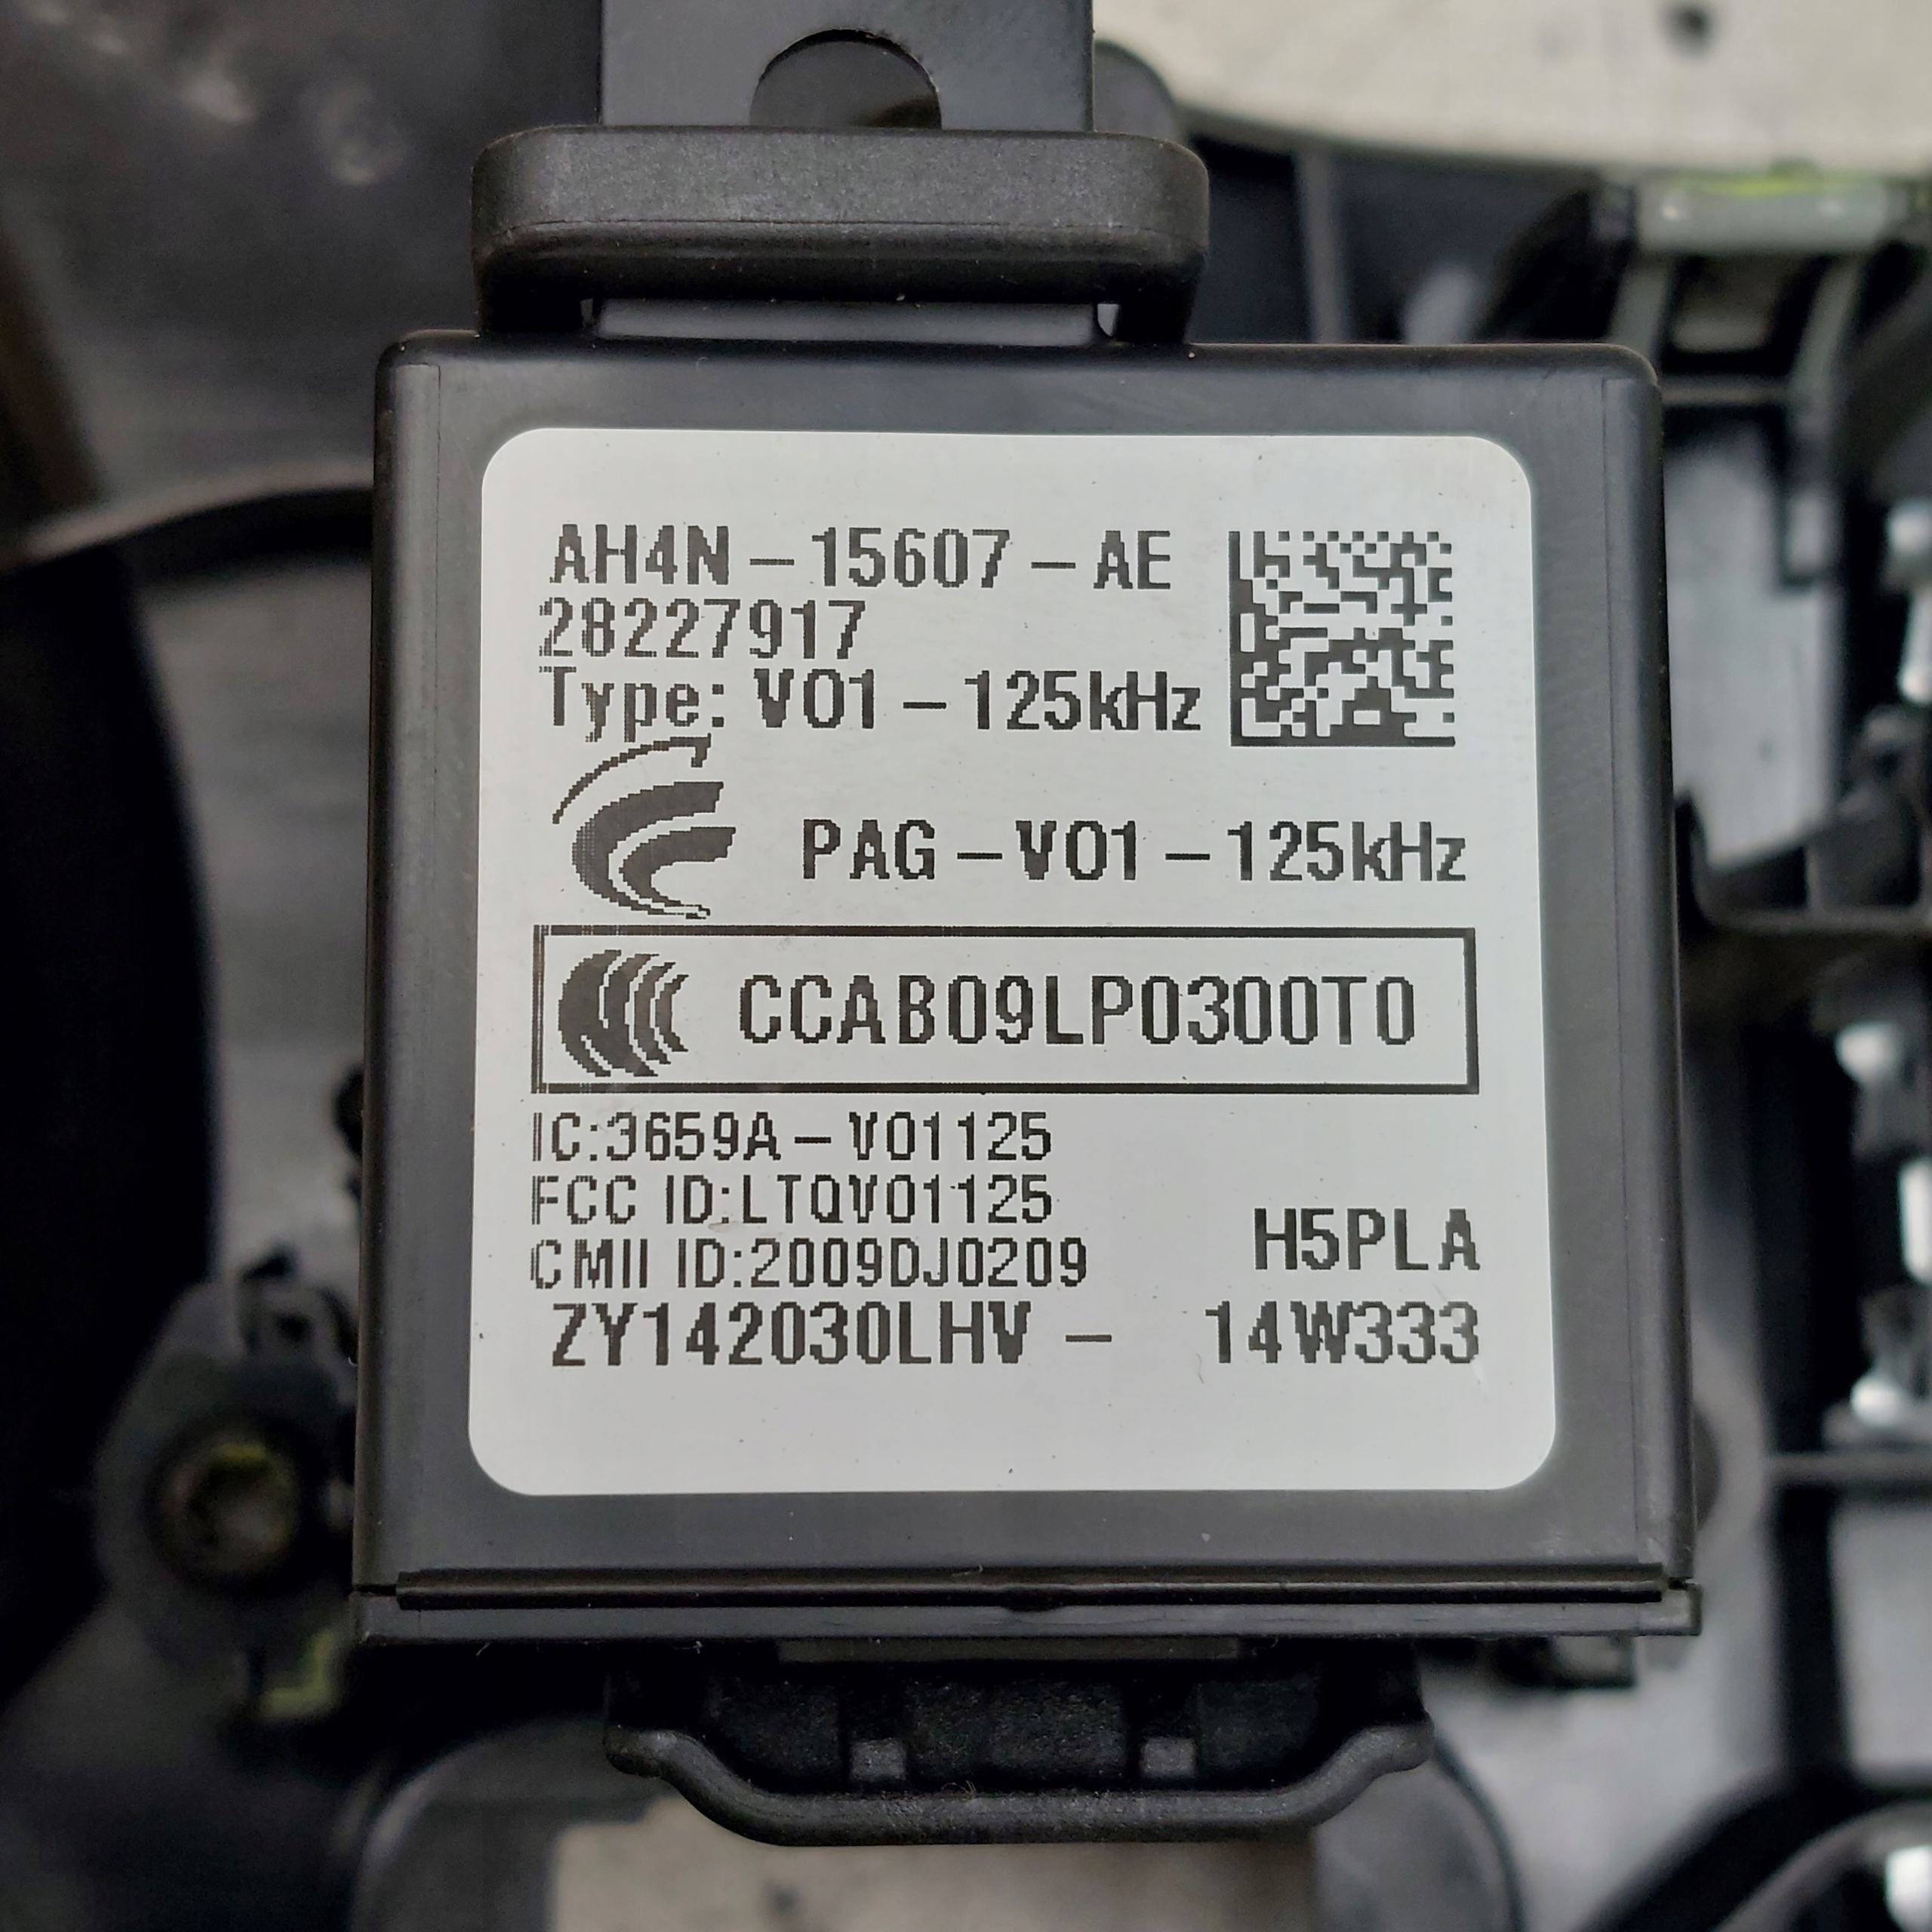 AH4N-15607-AE
28227917
Type: V01-125kHz
PAG-V01-125kHz
CCAB09LP0300T0
IC:3659A-V01125
FCC ID:LTQV01125
CMII ID:2009DJ0209
H5PLA
ZY142030LHV- 14W333